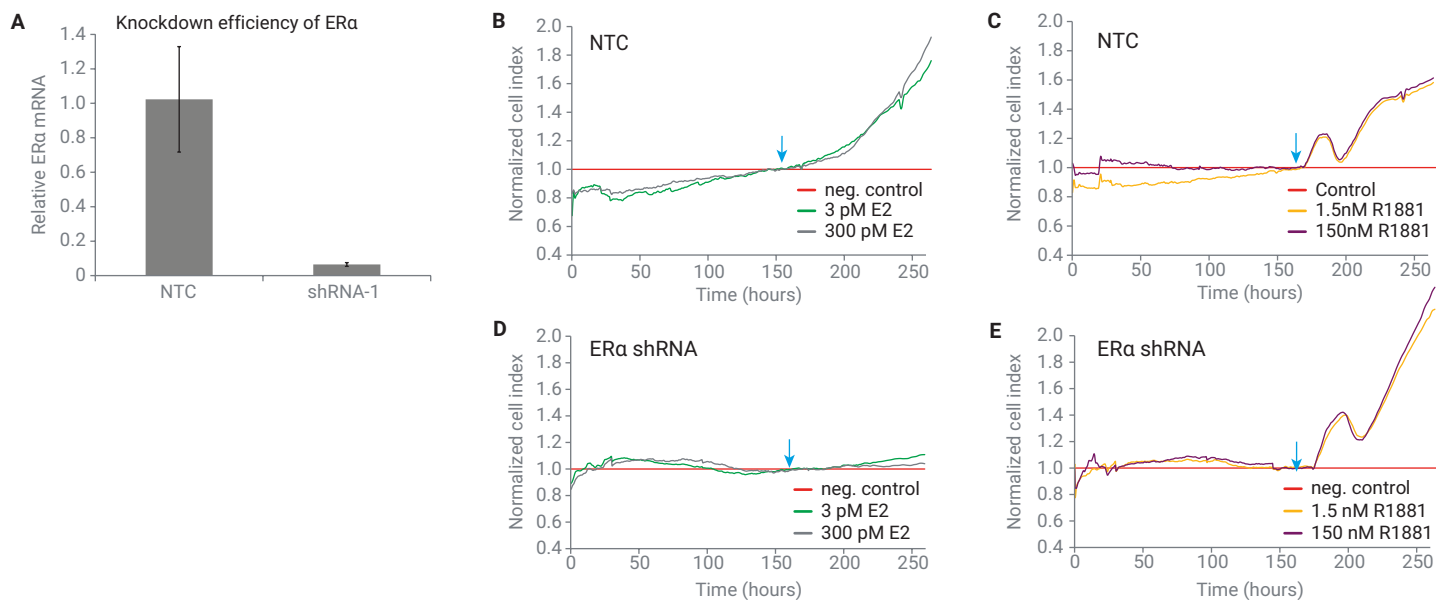 A
Knockdown efficiency of ERα
Relative ERα mRNA
1.4
1.2
1.0
0.8
0.6
0.4
0.2
0
NTC
shRNA-1
B
NTC
Normalized cell index
2.0
1.8
1.6
1.4
1.2
1.0
0.8
0.6
0.4
neg. control
3 pM E2
300 pM E2
0
50
100
150
200
250
Time (hours)
C
NTC
Normalized cell index
2.0
1.8
1.6
1.4
1.2
1.0
0.8
0.6
0.4
Control
1.5nM R1881
150nM R1881
0
50
100
150
200
250
Time (hours)
D
ERα shRNA
Normalized cell index
2.0
1.8
1.6
1.4
1.2
1.0
0.8
0.6
0.4
neg. control
3 pM E2
300 pM E2
0
50
100
150
200
250
Time (hours)
E
ERα shRNA
Normalized cell index
2.0
1.8
1.6
1.4
1.2
1.0
0.8
0.6
0.4
neg. control
1.5 nM R1881
150 nM R1881
0
50
100
150
200
250
Time (hours)